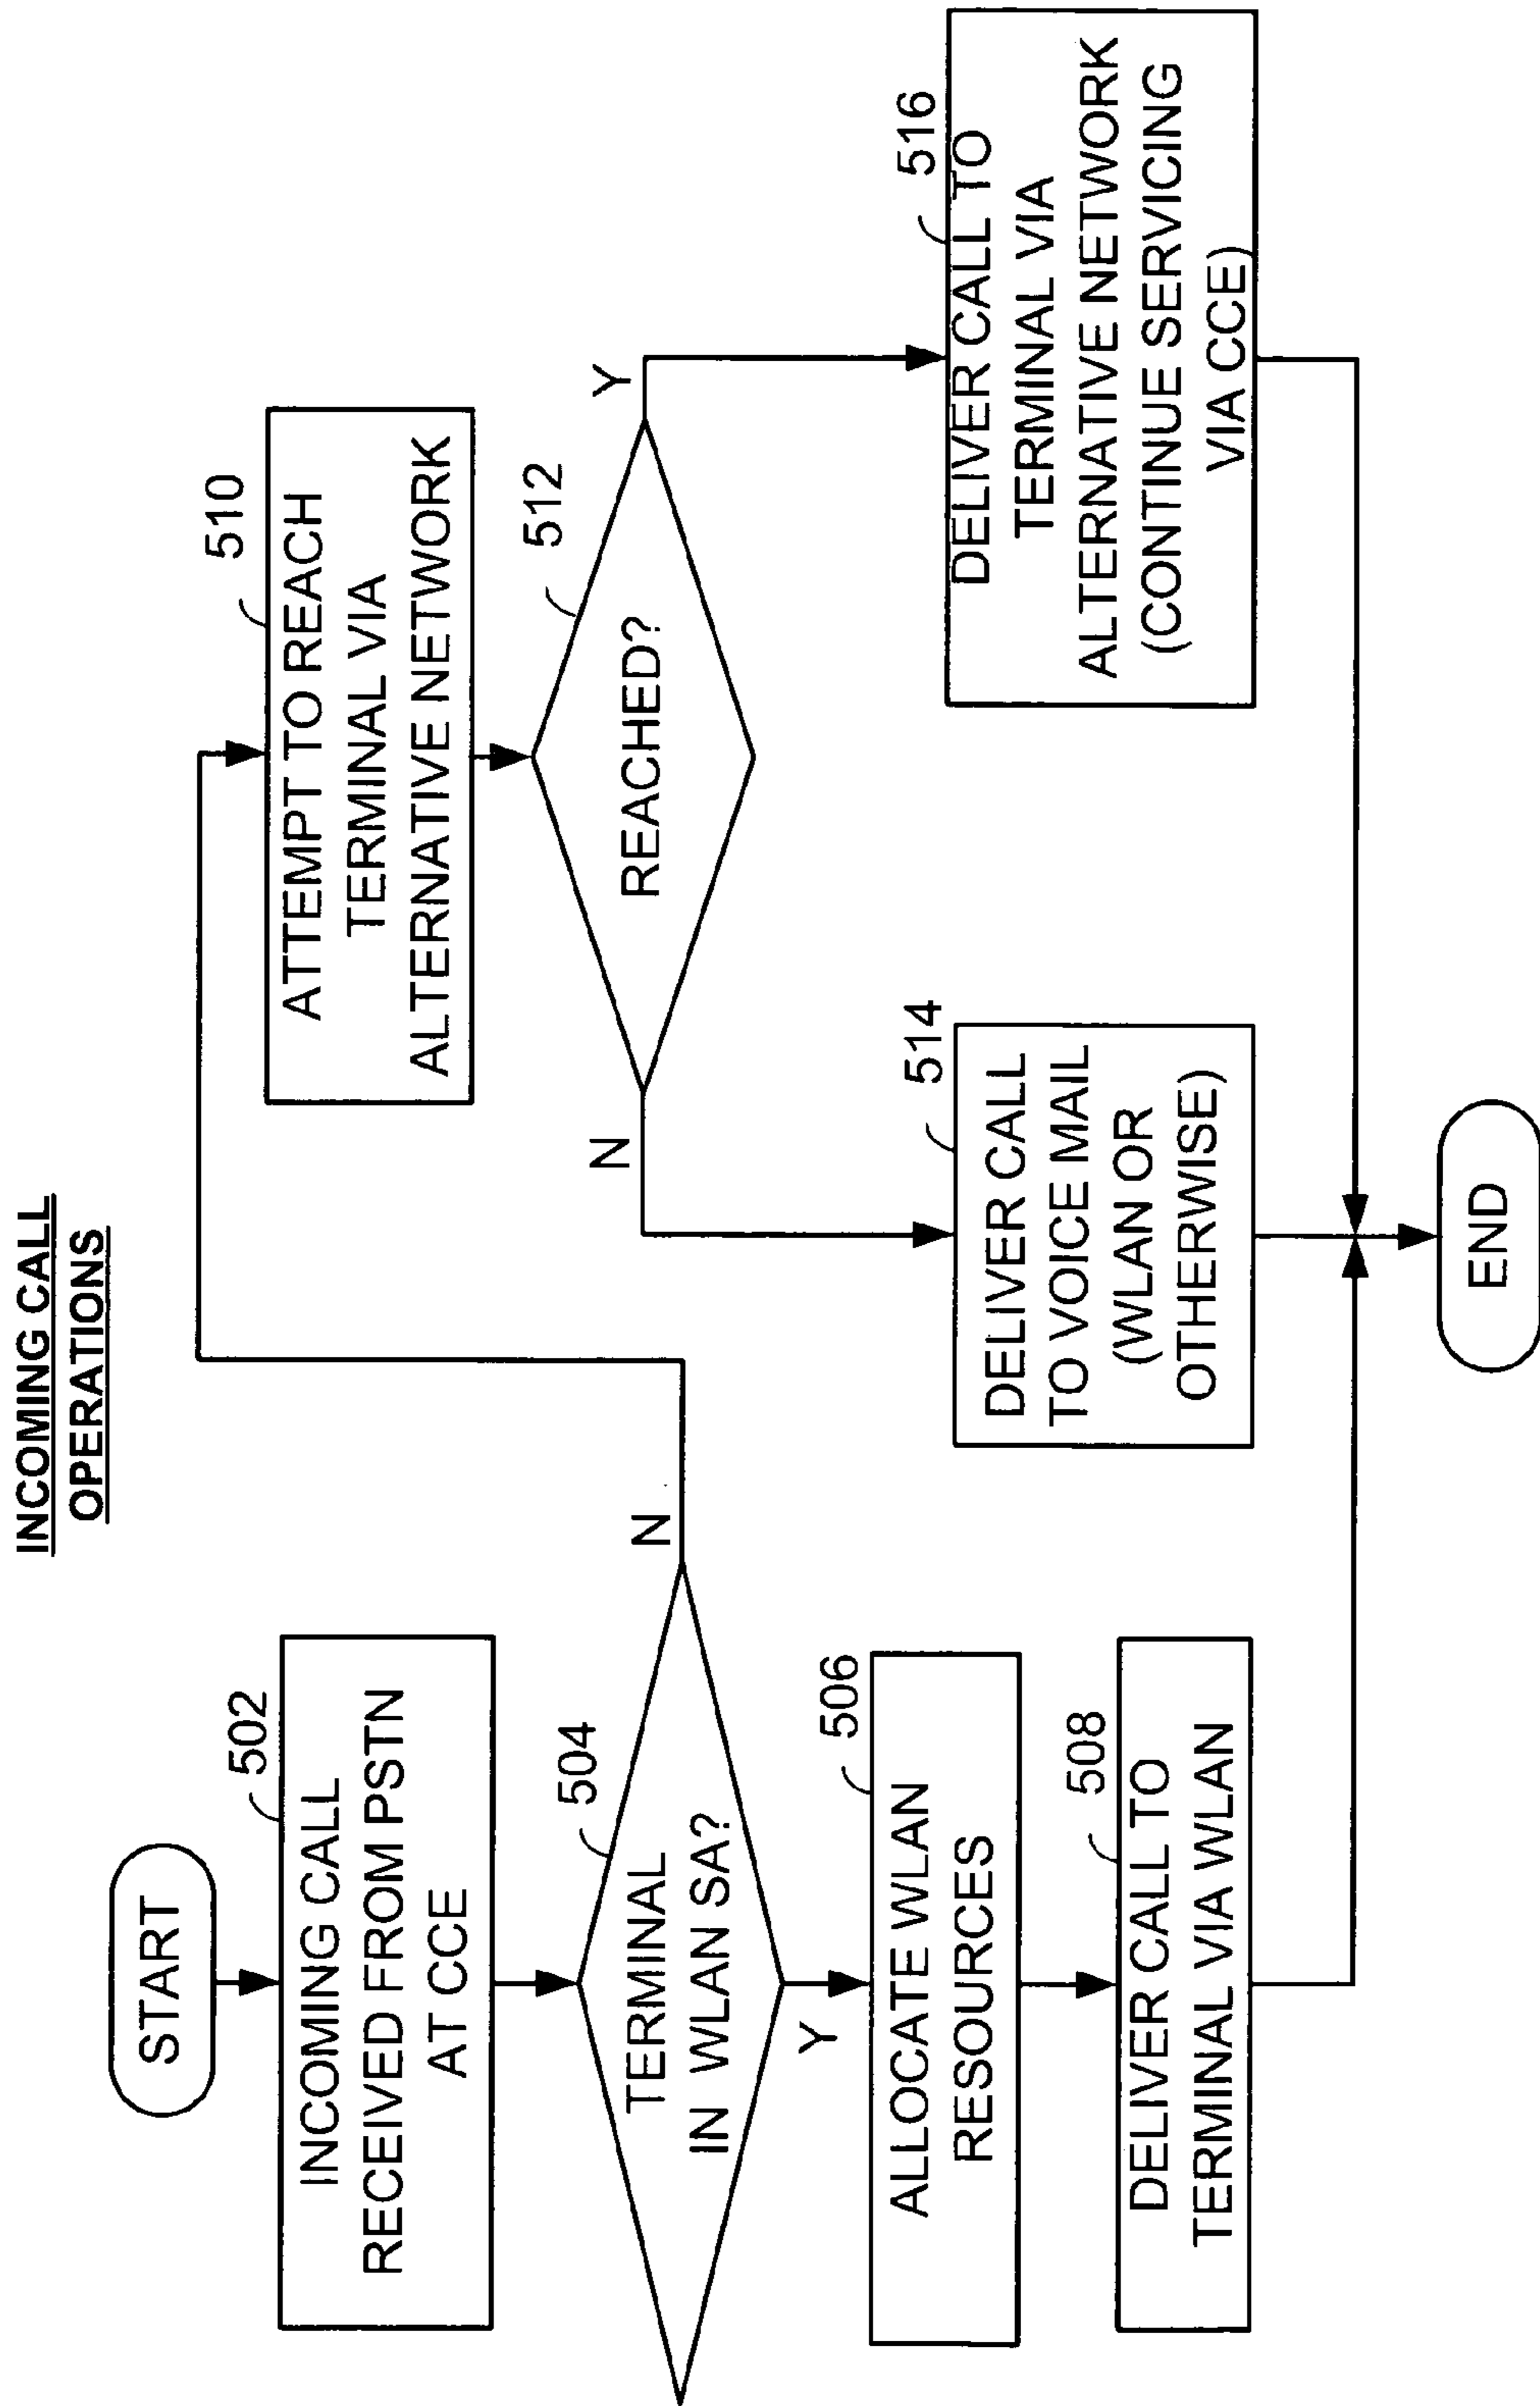 INCOMING CALL
OPERATIONS
START
502
INCOMING CALL
RECEIVED FROM PSTN
AT CCE
504
TERMINAL
IN WLAN SA?
N
Y
506
ALLOCATE WLAN
RESOURCES
508
DELIVER CALL TO
TERMINAL VIA WLAN
510
ATTEMPT TO REACH
TERMINAL VIA
ALTERNATIVE NETWORK
512
REACHED?
N
Y
514
DELIVER CALL
TO VOICE MAIL
(WLAN OR
OTHERWISE)
516
DELIVER CALL TO
TERMINAL VIA
ALTERNATIVE NETWORK
(CONTINUE SERVICING
VIA CCE)
END